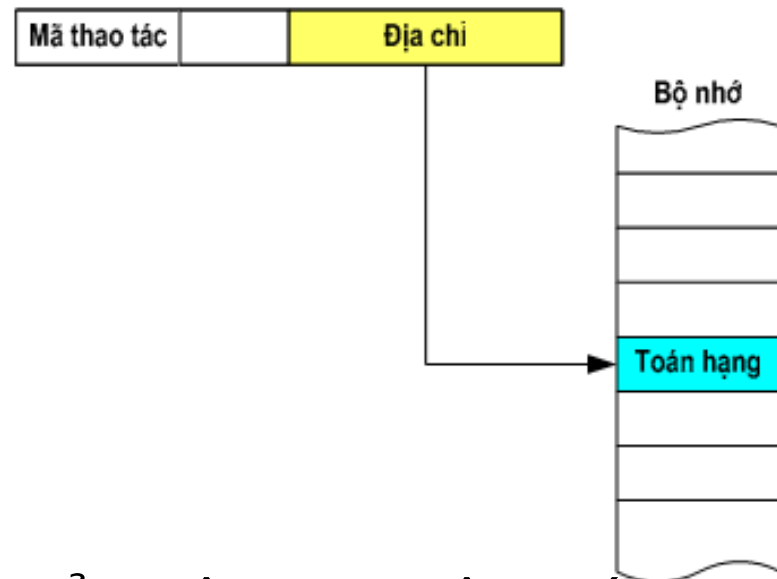 Mã thao tác
Địa chỉ
Bộ nhớ
Toán hạng